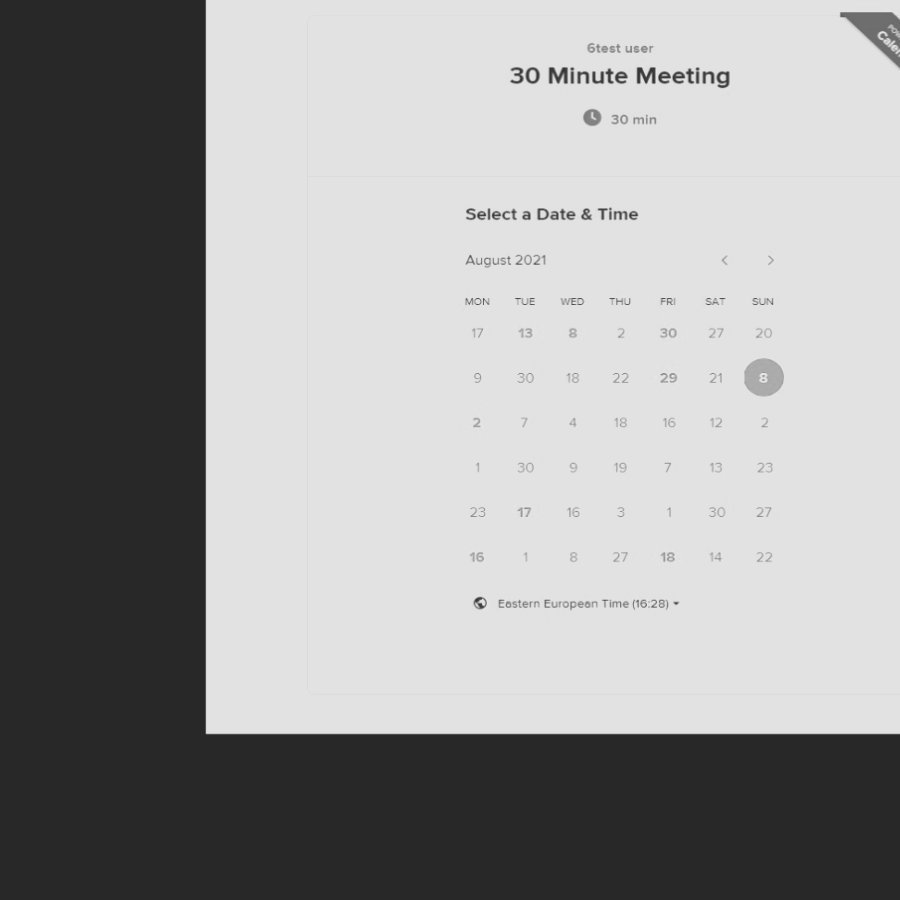 6test user
30 Minute Meeting
30 min
Select a Date & Time
August 2021
MON TUE WED THU FRI SAT SUN
17 13 8 2 30 27 20
9 30 18 22 29 21 8
2 7 4 18 16 12 2
1 30 9 19 7 13 23
23 17 16 3 1 30 27
16 1 8 27 18 14 22
Eastern European Time (16:28)